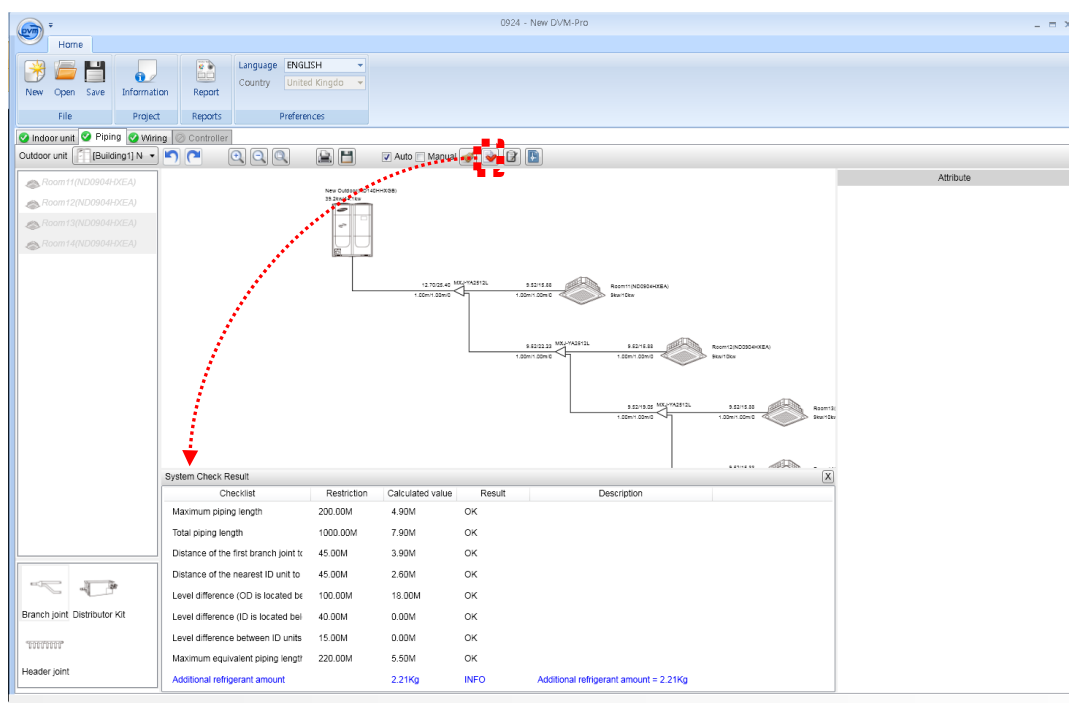 DVM
0924 - New DVM-Pro
Home
New Open Save Information Report
Language ENGLISH
Country United Kingdo
File Project Reports Preferences
Indoor unit Piping Wiring Controller
Outdoor unit [Building1] N Auto Manual
Attribute
Room11(ND0904HXEA)
Room12(ND0904HXEA)
Room13(ND0904HXEA)
Room14(ND0904HXEA)
12.70/25.40 MXJ-YA2512L 9.52/15.88 Room11(ND0904HXEA)
1.00m/1.00m/0 1.00m/1.00m/0 9kw/10kw
9.52/22.23 MXJ-YA2512L 9.52/15.88 Room12(ND0904HXEA)
1.00m/1.00m/0 1.00m/1.00m/0 9kw/10kw
9.52/19.05 MXJ-YA2512L 9.52/15.88 Room13(
1.00m/1.00m/0 1.00m/1.00m/0 9kw/10kw
System Check Result X
Checklist Restriction Calculated value Result Description
Maximum piping length 200.00M 4.90M OK
Total piping length 1000.00M 7.90M OK
Distance of the first branch joint to 45.00M 3.90M OK
Distance of the nearest ID unit to 45.00M 2.60M OK
Level difference (OD is located be 100.00M 18.00M OK
Level difference (ID is located bel 40.00M 0.00M OK
Level difference between ID units 15.00M 0.00M OK
Maximum equivalent piping length 220.00M 5.50M OK
Additional refrigerant amount 2.21Kg INFO Additional refrigerant amount = 2.21Kg
Branch joint Distributor Kit
Header joint